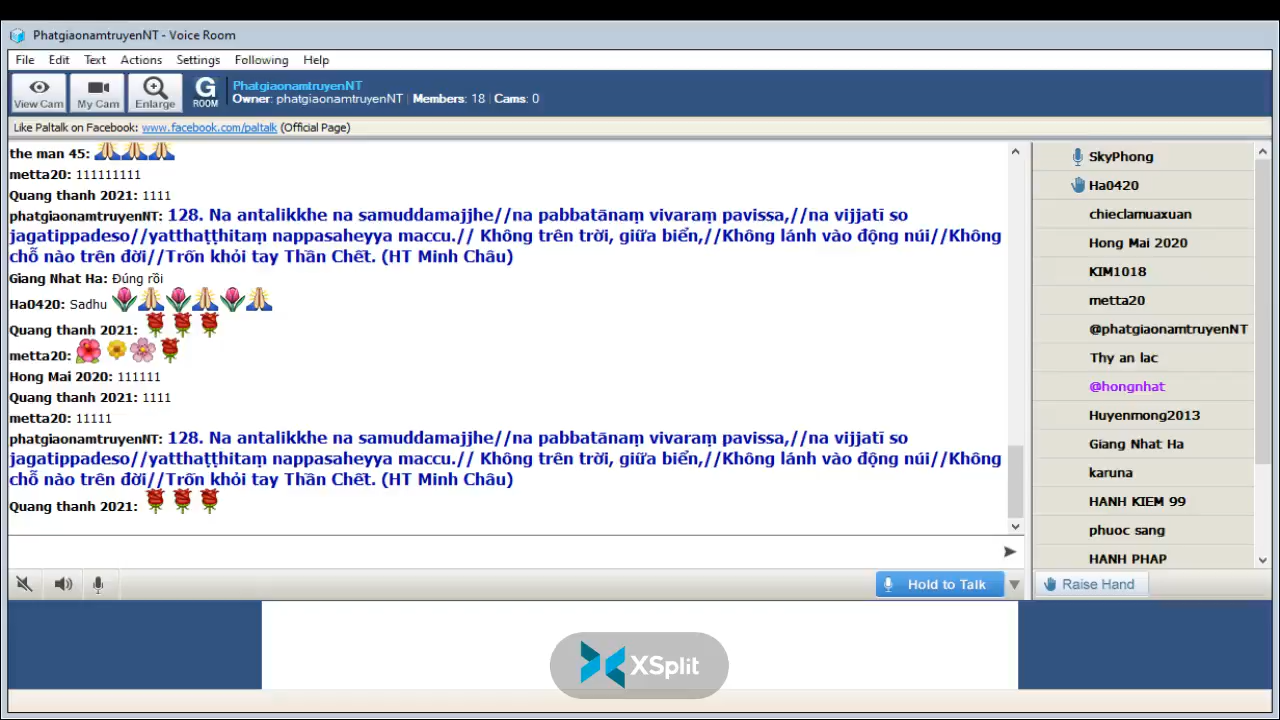 PhatgiaonamtruyenNT - Voice Room
File Edit Text Actions Settings Following Help
View Cam My Cam Enlarge G ROOM
PhatgiaonamtruyenNT
Owner: phatgiaonamtruyenNT Members: 18 Cams: 0
Like Paltalk on Facebook: www.facebook.com/paltalk (Official Page)
the man 45:
metta20: 111111111
Quang thanh 2021: 1111
phatgiaonamtruyenNT: 128. Na antalikkhe na samuddamajjhe//na pabbatānaṃ vivaraṃ pavissa,//na vijjatī so
jagatippadeso//yatthaṭṭhitaṃ nappasaheyya maccu.// Không trên trời, giữa biển,//Không lánh vào động núi//Không
chỗ nào trên đời//Trốn khỏi tay Thần Chết. (HT Minh Châu)
Giang Nhat Ha: Đúng rồi
Ha0420: Sadhu
Quang thanh 2021:
metta20:
Hong Mai 2020: 111111
Quang thanh 2021: 1111
metta20: 11111
phatgiaonamtruyenNT: 128. Na antalikkhe na samuddamajjhe//na pabbatānaṃ vivaraṃ pavissa,//na vijjatī so
jagatippadeso//yatthaṭṭhitaṃ nappasaheyya maccu.// Không trên trời, giữa biển,//Không lánh vào động núi//Không
chỗ nào trên đời//Trốn khỏi tay Thần Chết. (HT Minh Châu)
Quang thanh 2021:
SkyPhong
Ha0420
chieclamuaxuan
Hong Mai 2020
KIM1018
metta20
@phatgiaonamtruyenNT
Thy an lac
@hongnhat
Huyenmong2013
Giang Nhat Ha
karuna
HANH KIEM 99
phuoc sang
HANH PHAP
Hold to Talk
Raise Hand
XSplit